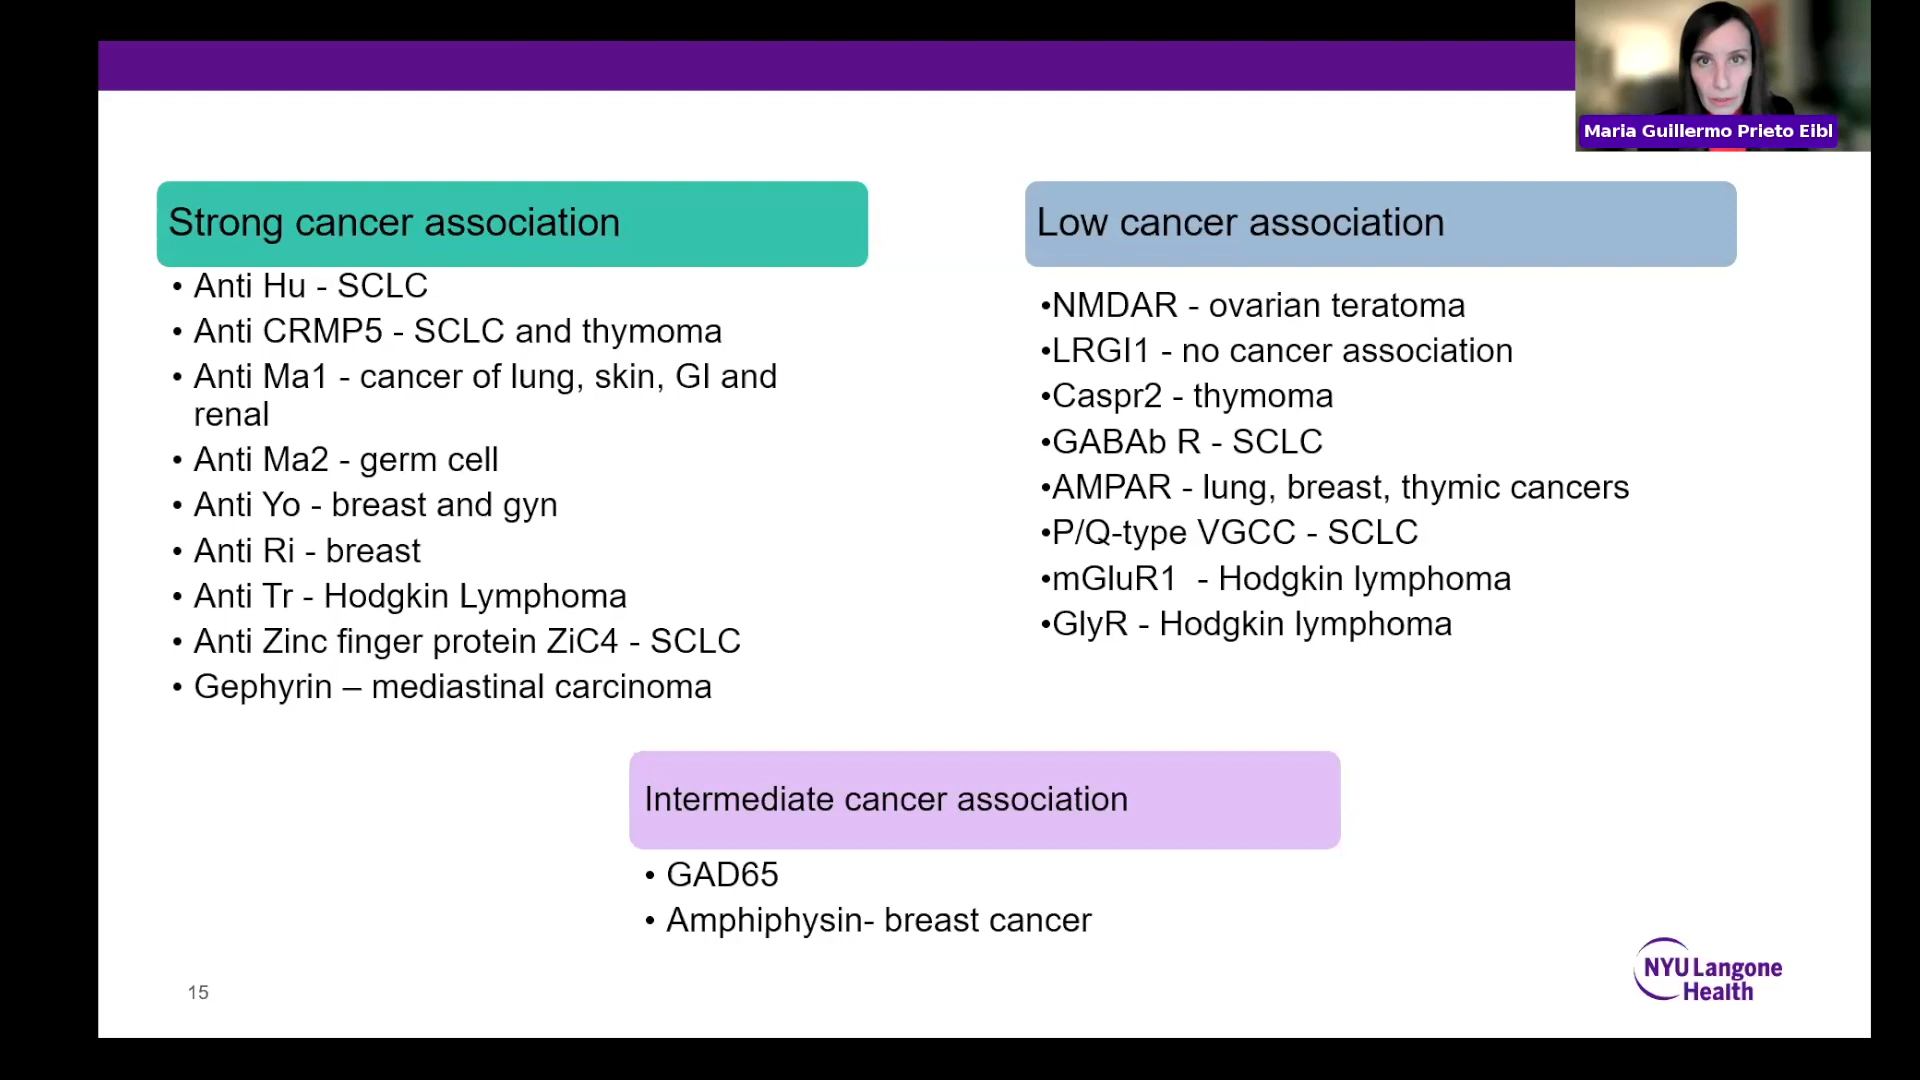 Maria Guillermo Prieto Eibl
Strong cancer association
• Anti Hu - SCLC
• Anti CRMP5 - SCLC and thymoma
• Anti Ma1 - cancer of lung, skin, GI and
renal
• Anti Ma2 - germ cell
• Anti Yo - breast and gyn
• Anti Ri - breast
• Anti Tr - Hodgkin Lymphoma
• Anti Zinc finger protein ZiC4 - SCLC
• Gephyrin – mediastinal carcinoma
Low cancer association
•NMDAR - ovarian teratoma
•LRGI1 - no cancer association
•Caspr2 - thymoma
•GABAb R - SCLC
•AMPAR - lung, breast, thymic cancers
•P/Q-type VGCC - SCLC
•mGluR1  - Hodgkin lymphoma
•GlyR - Hodgkin lymphoma
Intermediate cancer association
• GAD65
• Amphiphysin- breast cancer
15
NYU Langone
Health